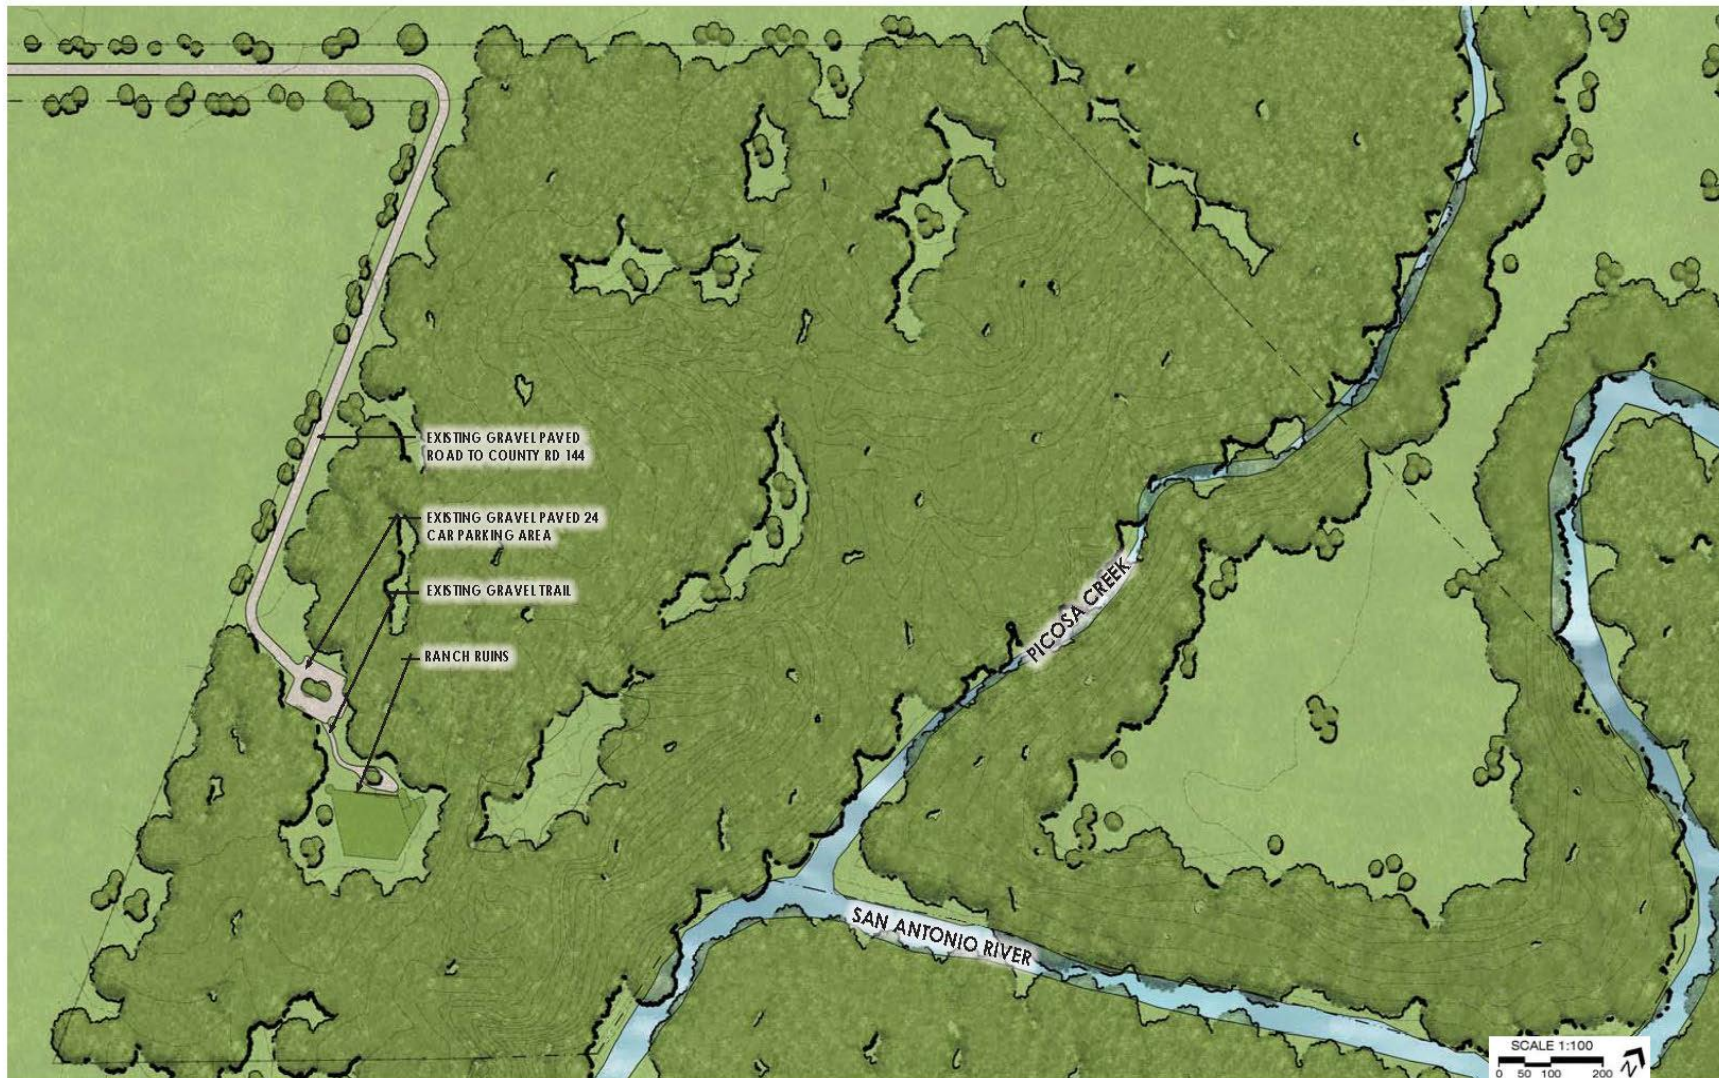 EXISTING GRAVEL PAVED
ROAD TO COUNTY RD 144
EXISTING GRAVEL PAVED 24
CAR PARKING AREA
EXISTING GRAVEL TRAIL
RANCH RUINS
PICOSA CREEK
SAN ANTONIO RIVER
SCALE 1:100
0 50 100 200
N